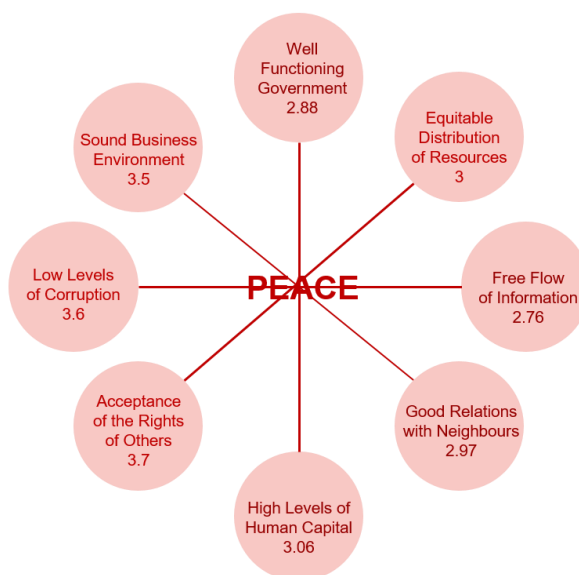 Well
Functioning
Government
2.88
Equitable
Distribution
of Resources
3
Free Flow
of Information
2.76
Good Relations
with Neighbours
2.97
High Levels of
Human Capital
3.06
Acceptance
of the Rights
of Others
3.7
Low Levels
of Corruption
3.6
Sound Business
Environment
3.5
PEACE